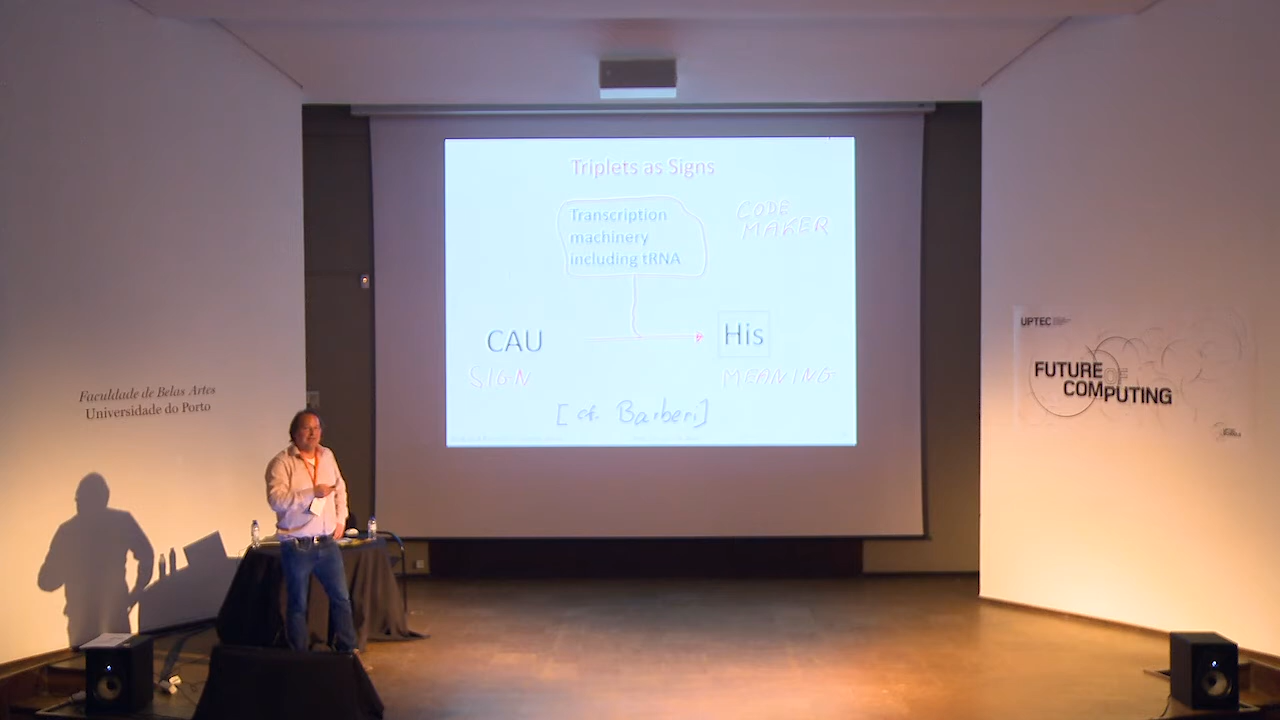 Triplets as Signs
Transcription
machinery
including tRNA
CODE
MAKER
CAU
His
SIGN
MEANING
[cf. Barberi]
Faculdade de Belas Artes
Universidade do Porto
UPTEC
FUTURE OF
COMPUTING